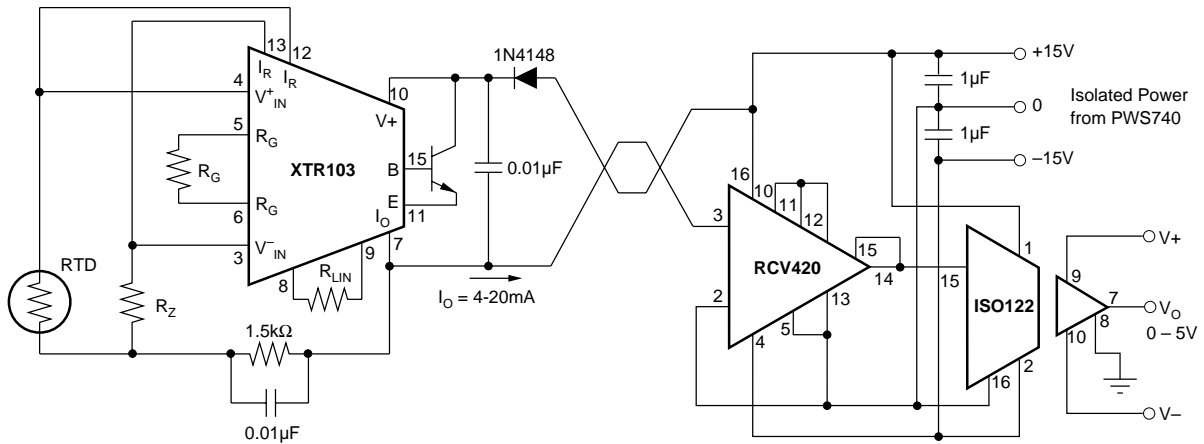 13
12
I_R
I_R
4
V⁺_IN
5
R_G
R_G
6
R_G
V⁻_IN
3
XTR103
10
V+
B
15
E
11
I_O
7
9
R_LIN
8
RTD
R_Z
1.5kΩ
0.01µF
1N4148
0.01µF
I_O = 4-20mA
16
10
11
12
3
RCV420
15
14
2
13
5
4
+15V
1µF
0
1µF
–15V
Isolated Power
from PWS740
1
15
ISO122
2
16
9
7
8
10
V+
V_O
0 – 5V
V–